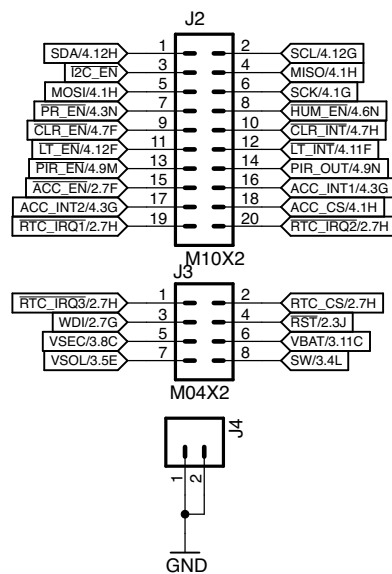 J2
SDA/4.12H 1 2 SCL/4.12G
I2C_EN 3 4 MISO/4.1H
MOSI/4.1H 5 6 SCK/4.1G
PR_EN/4.3N 7 8 HUM_EN/4.6N
CLR_EN/4.7F 9 10 CLR_INT/4.7H
LT_EN/4.12F 11 12 LT_INT/4.11F
PIR_EN/4.9M 13 14 PIR_OUT/4.9N
ACC_EN/2.7F 15 16 ACC_INT1/4.3G
ACC_INT2/4.3G 17 18 ACC_CS/4.1H
RTC_IRQ1/2.7H 19 20 RTC_IRQ2/2.7H
M10X2
J3
RTC_IRQ3/2.7H 1 2 RTC_CS/2.7H
WDI/2.7G 3 4 RST/2.3J
VSEC/3.8C 5 6 VBAT/3.11C
VSOL/3.5E 7 8 SW/3.4L
M04X2
J4
1 2
GND